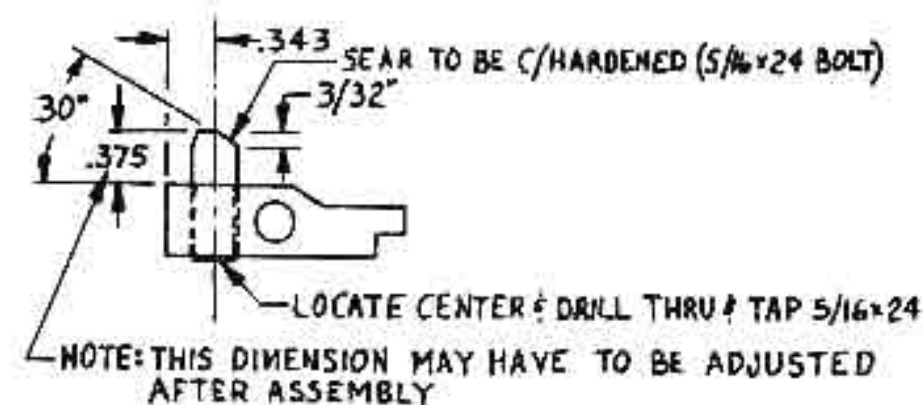 .343
SEAR TO BE C/HARDENED (5/16×24 BOLT)
30°
3/32"
.375
LOCATE CENTER & DRILL THRU & TAP 5/16×24
NOTE: THIS DIMENSION MAY HAVE TO BE ADJUSTED
AFTER ASSEMBLY